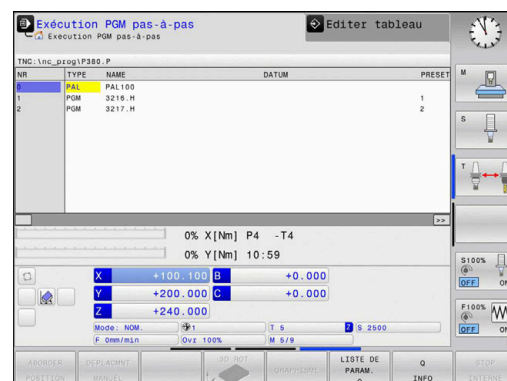 Exécution PGM pas-à-pas
Editer tableau
Execution PGM pas-à-pas
TNC:\nc_prog\P380.P
NR TYPE NAME DATUM PRESET
0 PAL PAL100
1 PGM 3216.H 1
2 PGM 3217.H 2
>>
0% X[Nm] P4 -T4
0% Y[Nm] 10:59
X +100.100 B +0.000
Y +200.000 C +0.000
Z +240.000
Mode: NOM. 1 T 5 Z S 2500
F 0mm/min Ovr 100% M 5/9
M
S
T
S100%
OFF ON
F100% W
OFF ON
ABORDER POSITION
DEPLACMNT MANUEL
3D ROT
LISTE DE PARAM. Q
Q INFO
STOP INTERNE